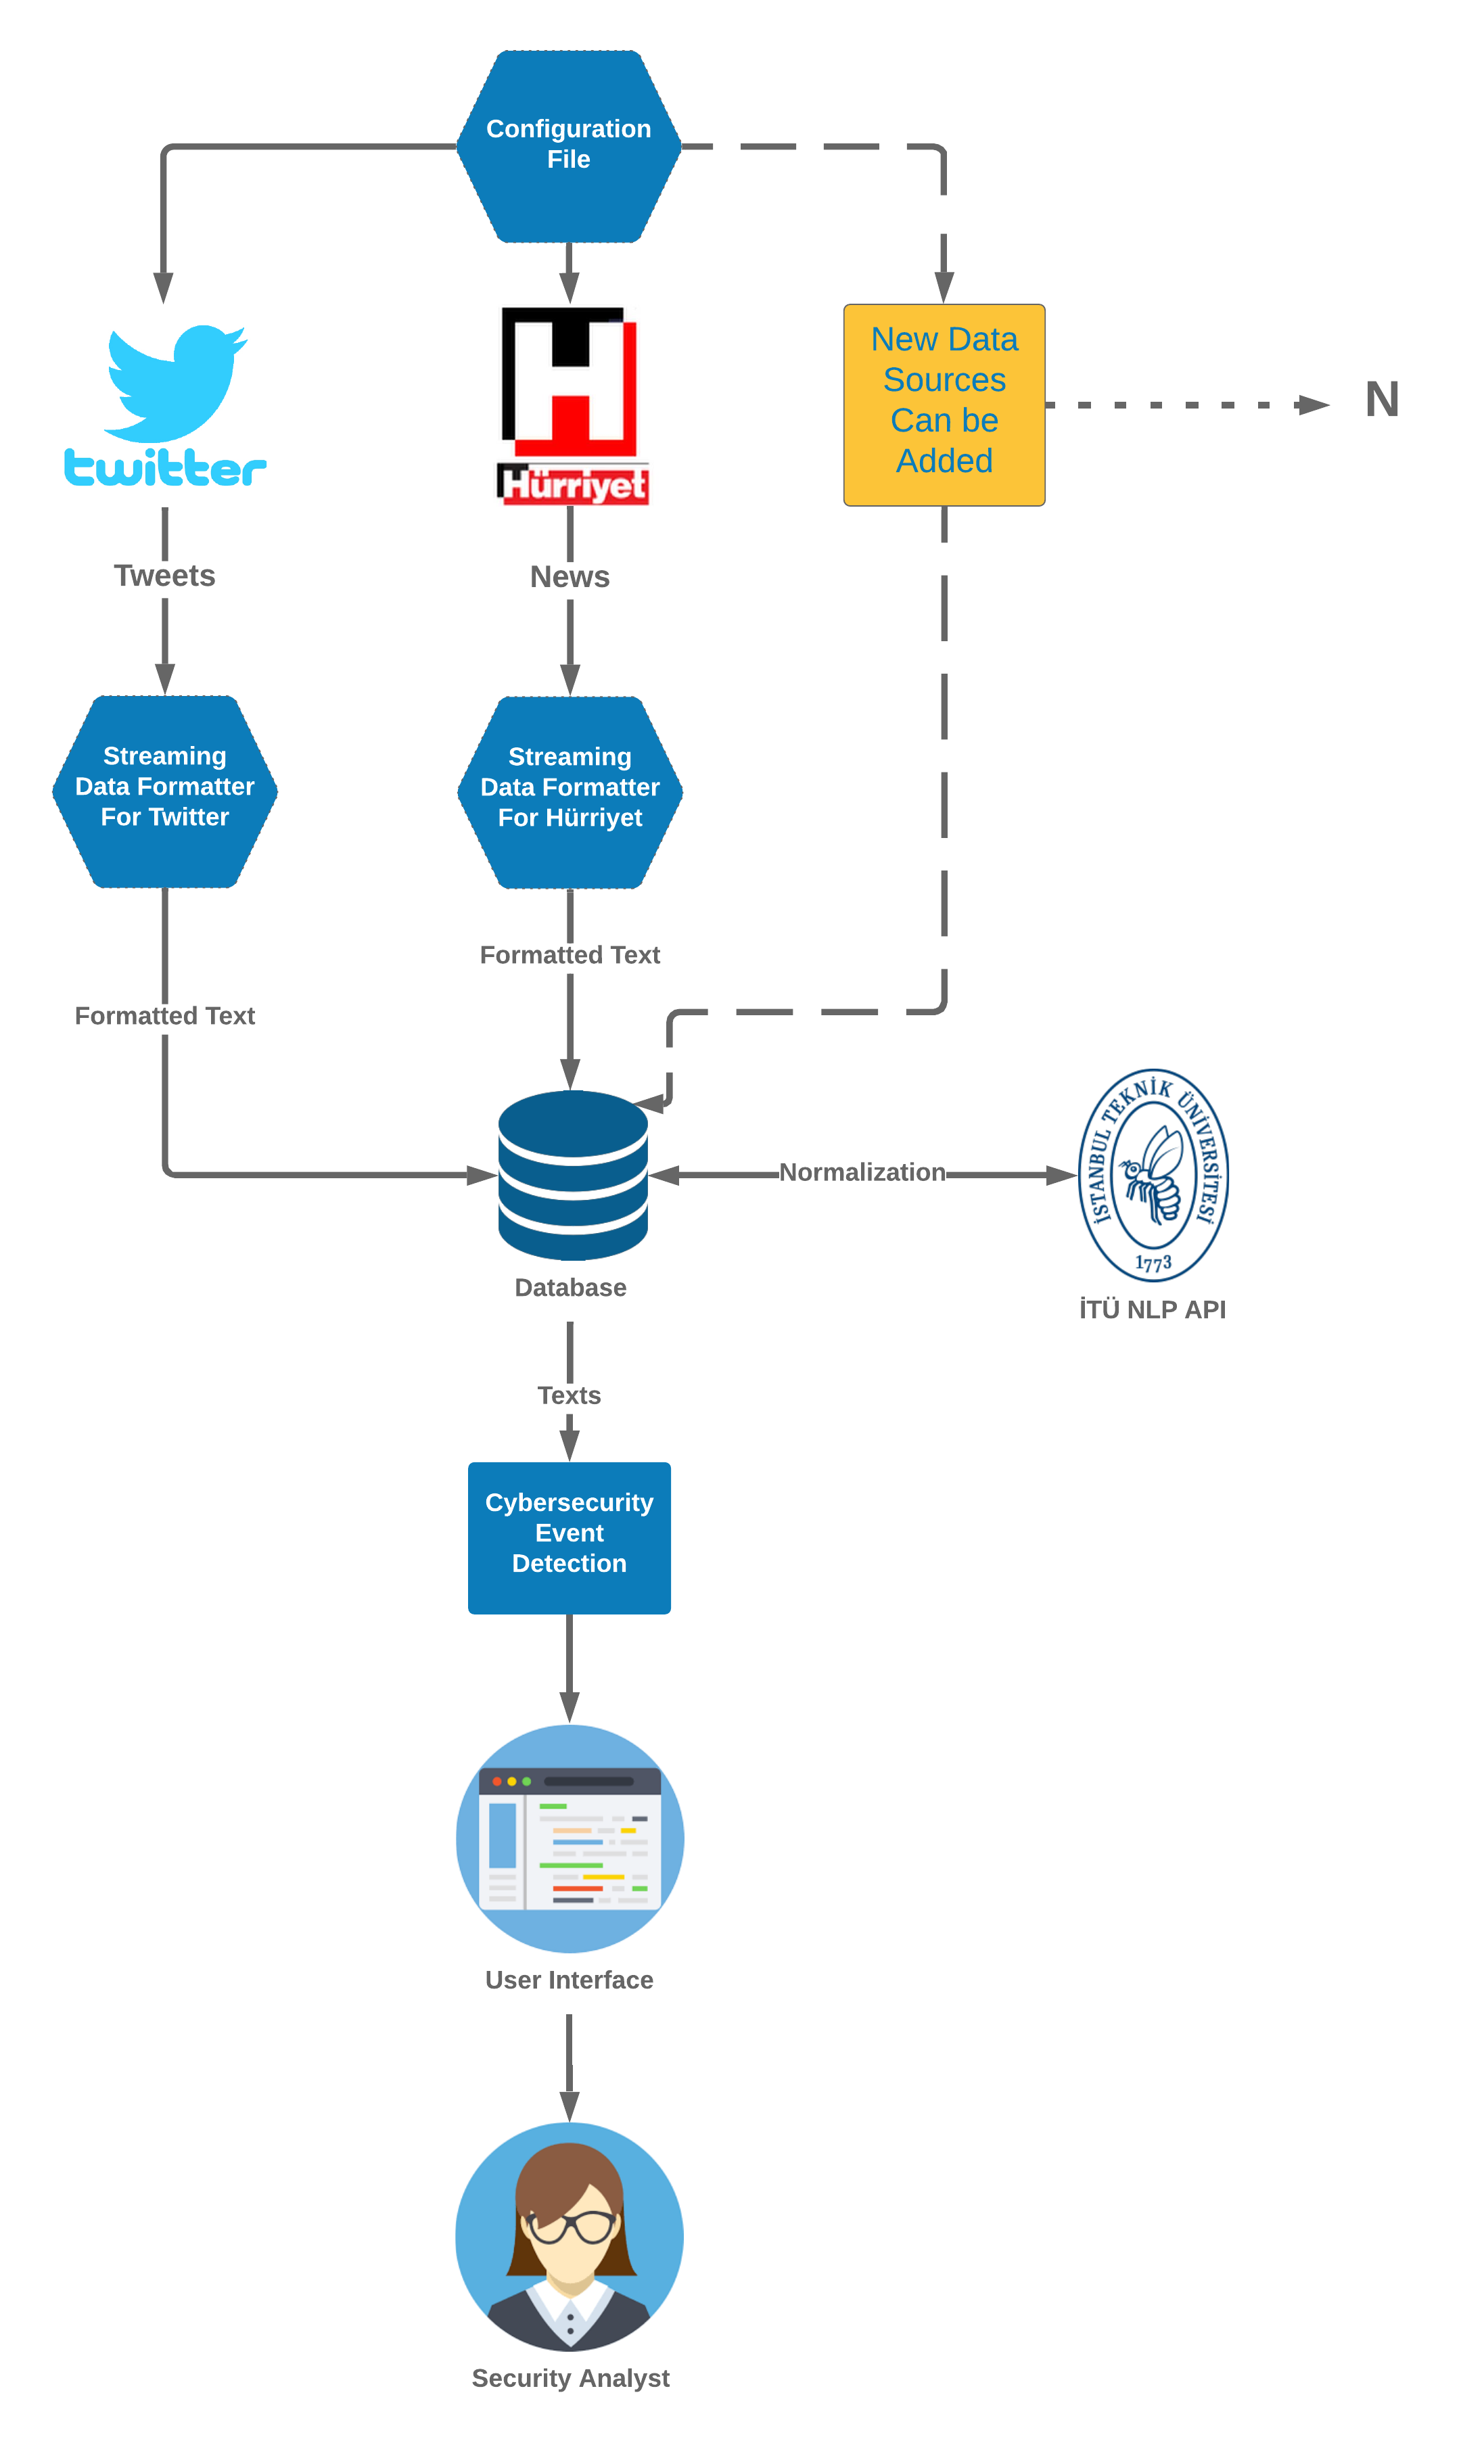 Configuration
File
twitter
Hürriyet
New Data
Sources
Can be
Added
N
Tweets
News
Streaming
Data Formatter
For Twitter
Streaming
Data Formatter
For Hürriyet
Formatted Text
Formatted Text
Normalization
İSTANBUL TEKNİK ÜNİVERSİTESİ
1773
Database
İTÜ NLP API
Texts
Cybersecurity
Event
Detection
User Interface
Security Analyst